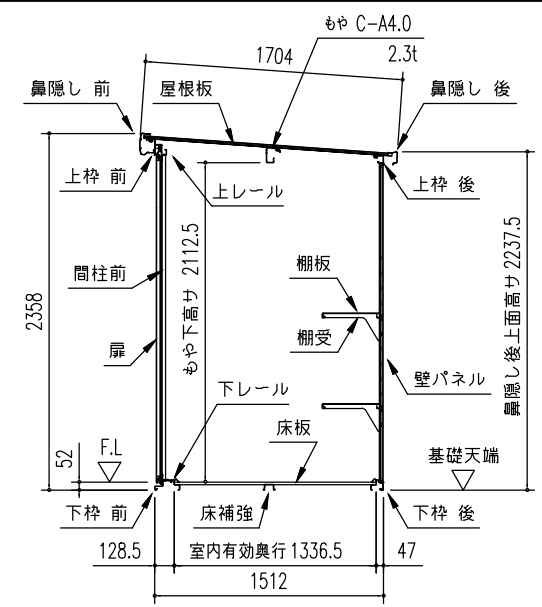 もや C-A4.0
1704
2.3t
鼻隠し 前
屋根板
鼻隠し 後
上枠 前
上レール
上枠 後
間柱前
もや下高サ 2112.5
棚板
2358
棚受
鼻隠し後上面高サ 2237.5
扉
壁パネル
下レール
床板
F.L
52
基礎天端
下枠 前
床補強
下枠 後
128.5
室内有効奥行 1336.5
47
1512